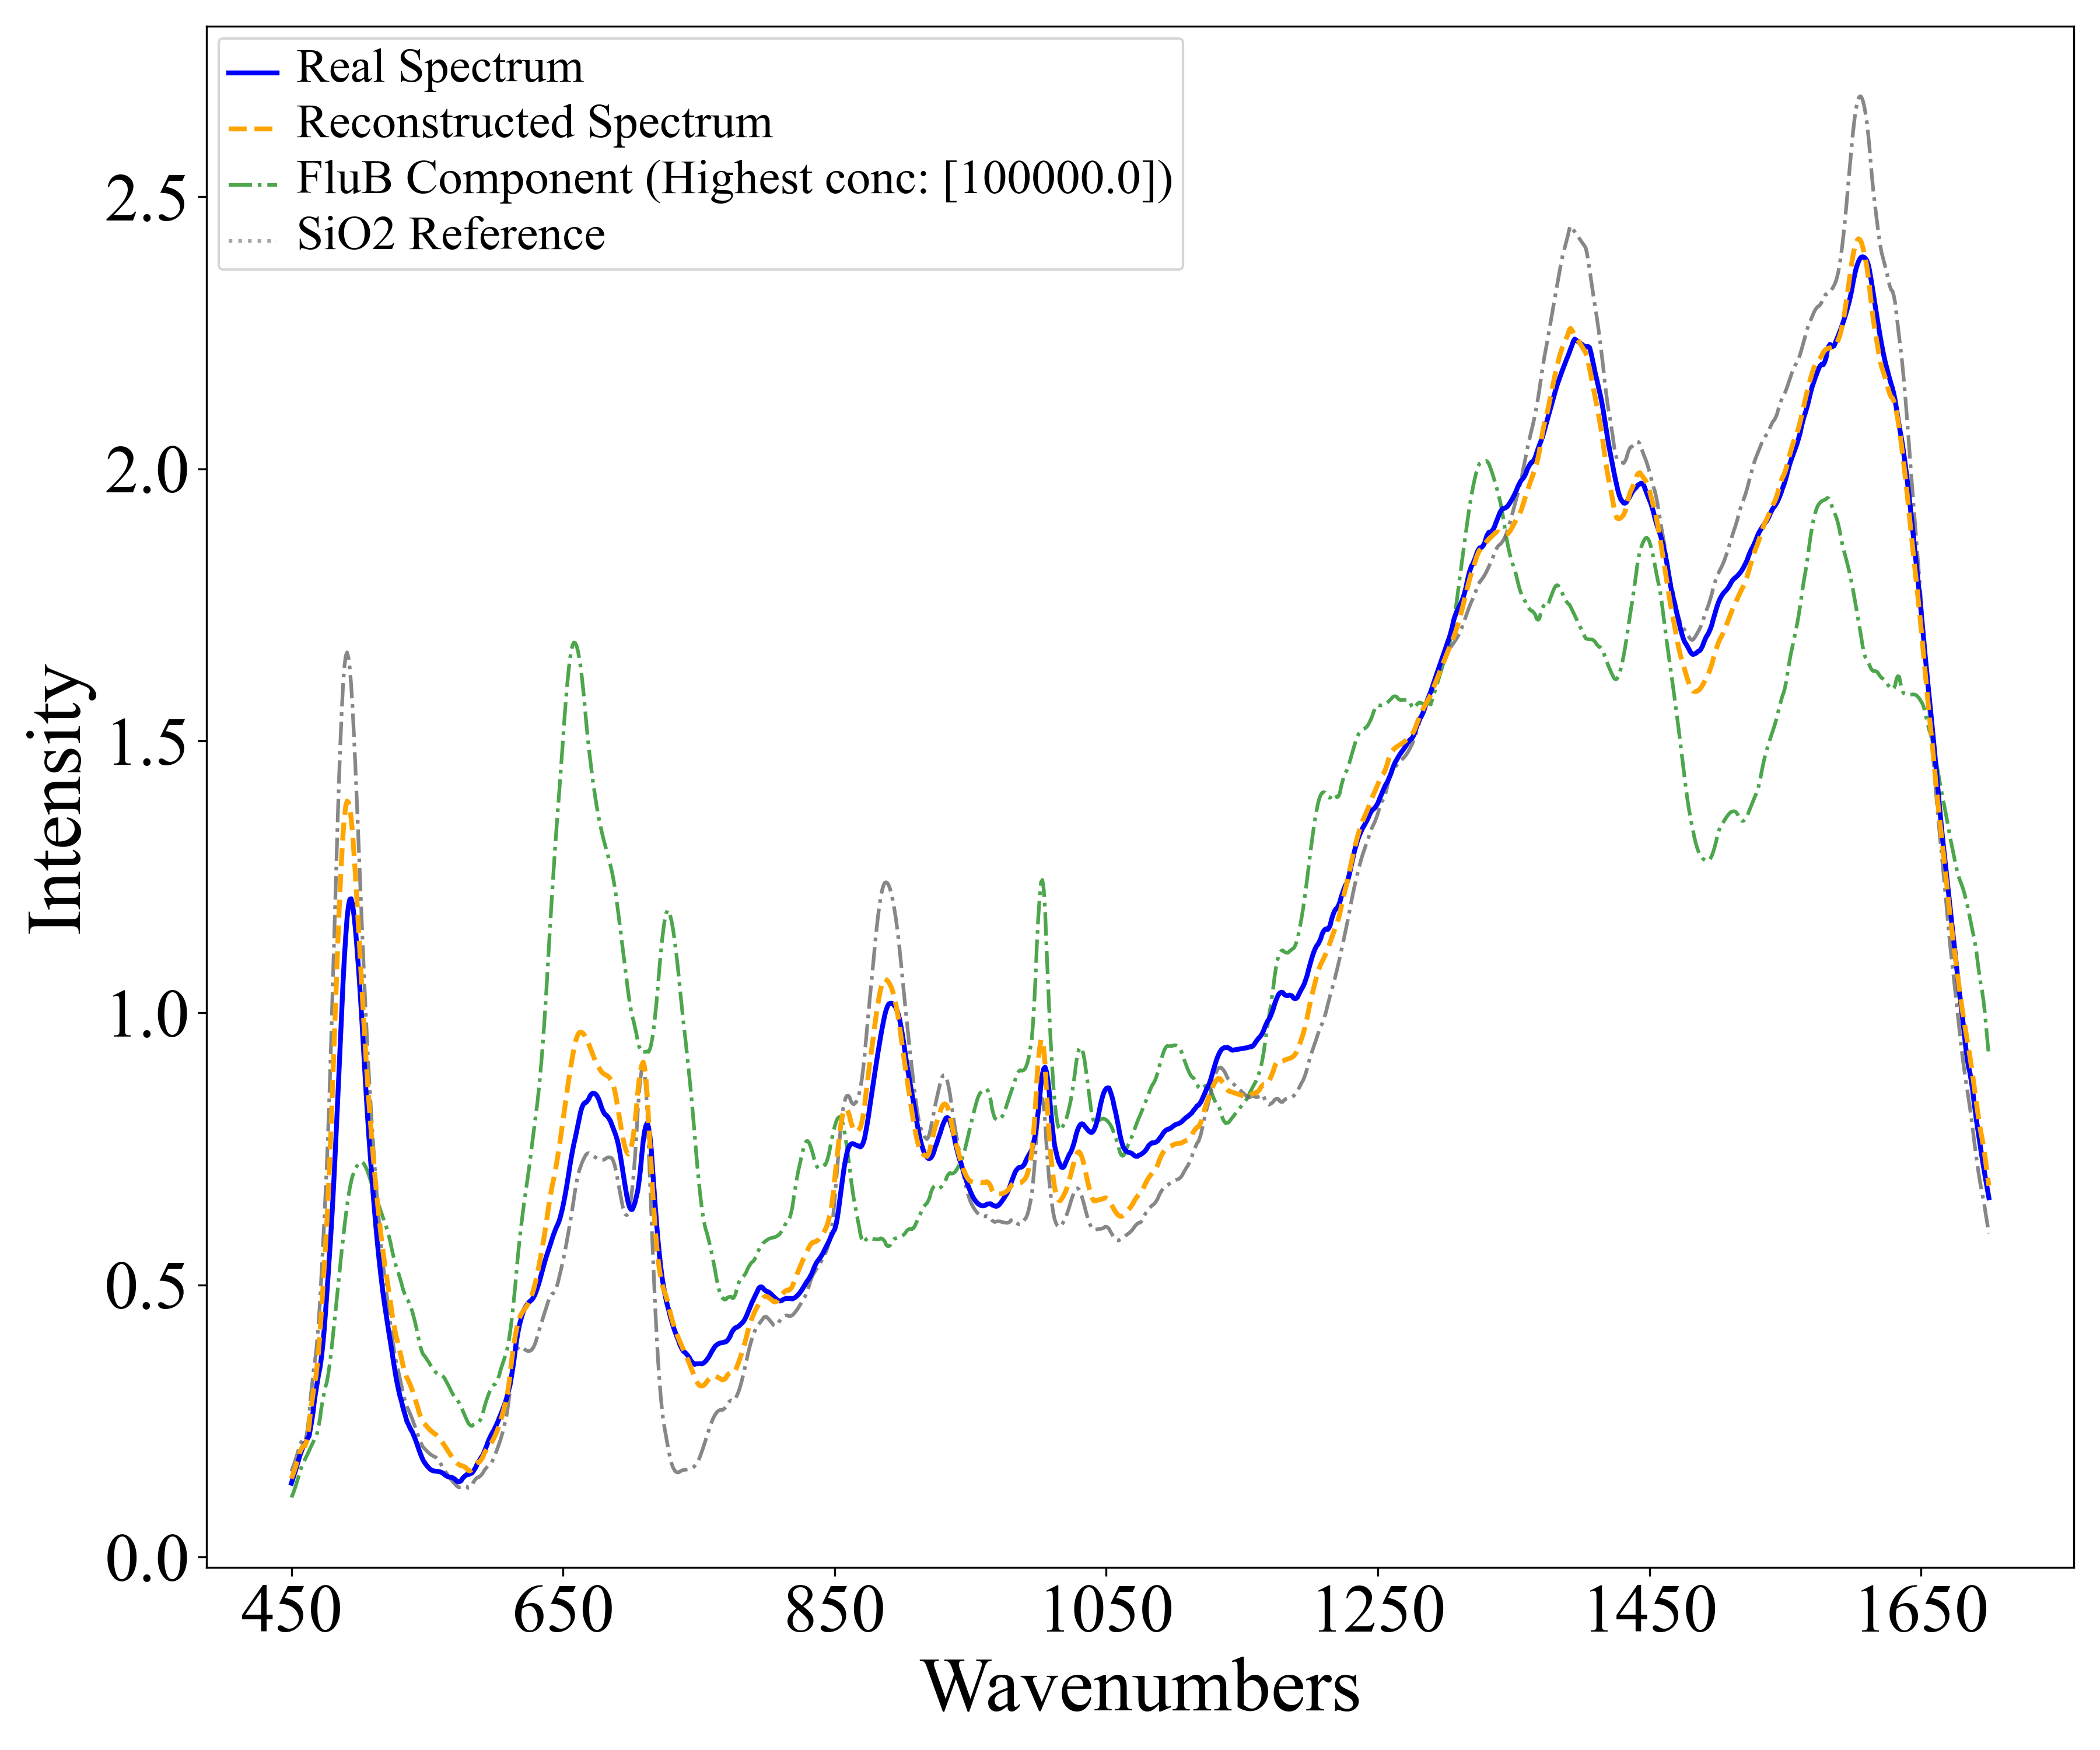 Real Spectrum
Reconstructed Spectrum
FluB Component (Highest conc: [100000.0])
SiO2 Reference
Intensity
2.5
2.0
1.5
1.0
0.5
0.0
450 650 850 1050 1250 1450 1650
Wavenumbers